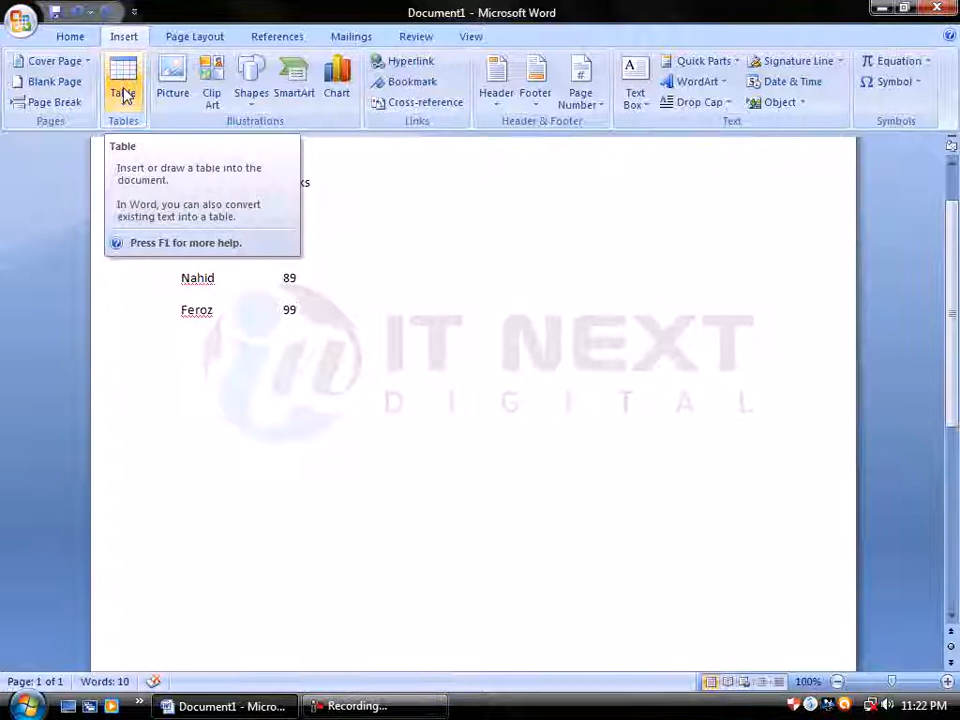 Document1 - Microsoft Word
Home Insert Page Layout References Mailings Review View
Cover Page
Blank Page
Page Break
Pages
Table
Tables
Picture
Clip Art
Shapes
SmartArt
Chart
Illustrations
Hyperlink
Bookmark
Cross-reference
Links
Header
Footer
Page Number
Header & Footer
Text Box
Quick Parts
WordArt
Drop Cap
Signature Line
Date & Time
Object
Text
Equation
Symbol
Symbols
Table
Insert or draw a table into the
document.
In Word, you can also convert
existing text into a table.
Press F1 for more help.
ks
Nahid 89
Feroz 99
IT NEXT
DIGITAL
Page: 1 of 1 Words: 10 100%
Document1 - Micro... Recording... 11:22 PM